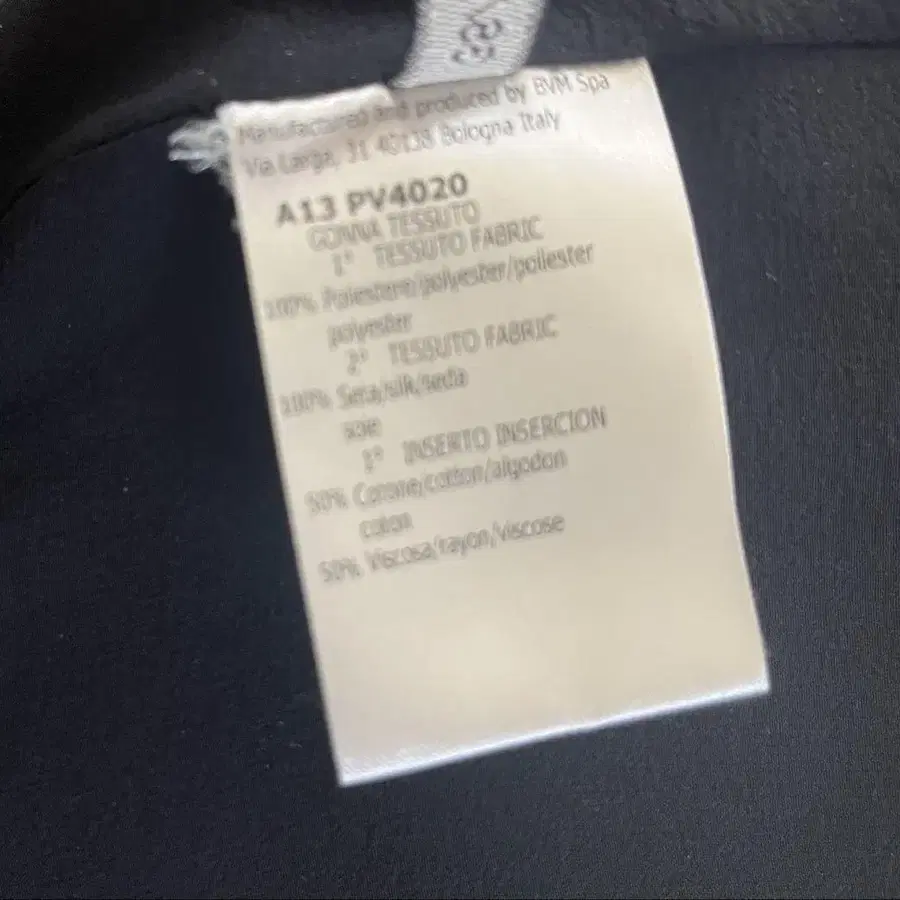 Manufactured and produced by BVM Spa
Via Larga, 31 40138 Bologna Italy
A13 PV4020
GONNA TESSUTO
1° TESSUTO FABRIC
100% Poliestere/polyester/poliester
polyester
2° TESSUTO FABRIC
100% Seta/silk/seda
soie
1° INSERTO INSERCION
50% Cotone/cotton/algodon
coton
50% Viscosa/rayon/viscose